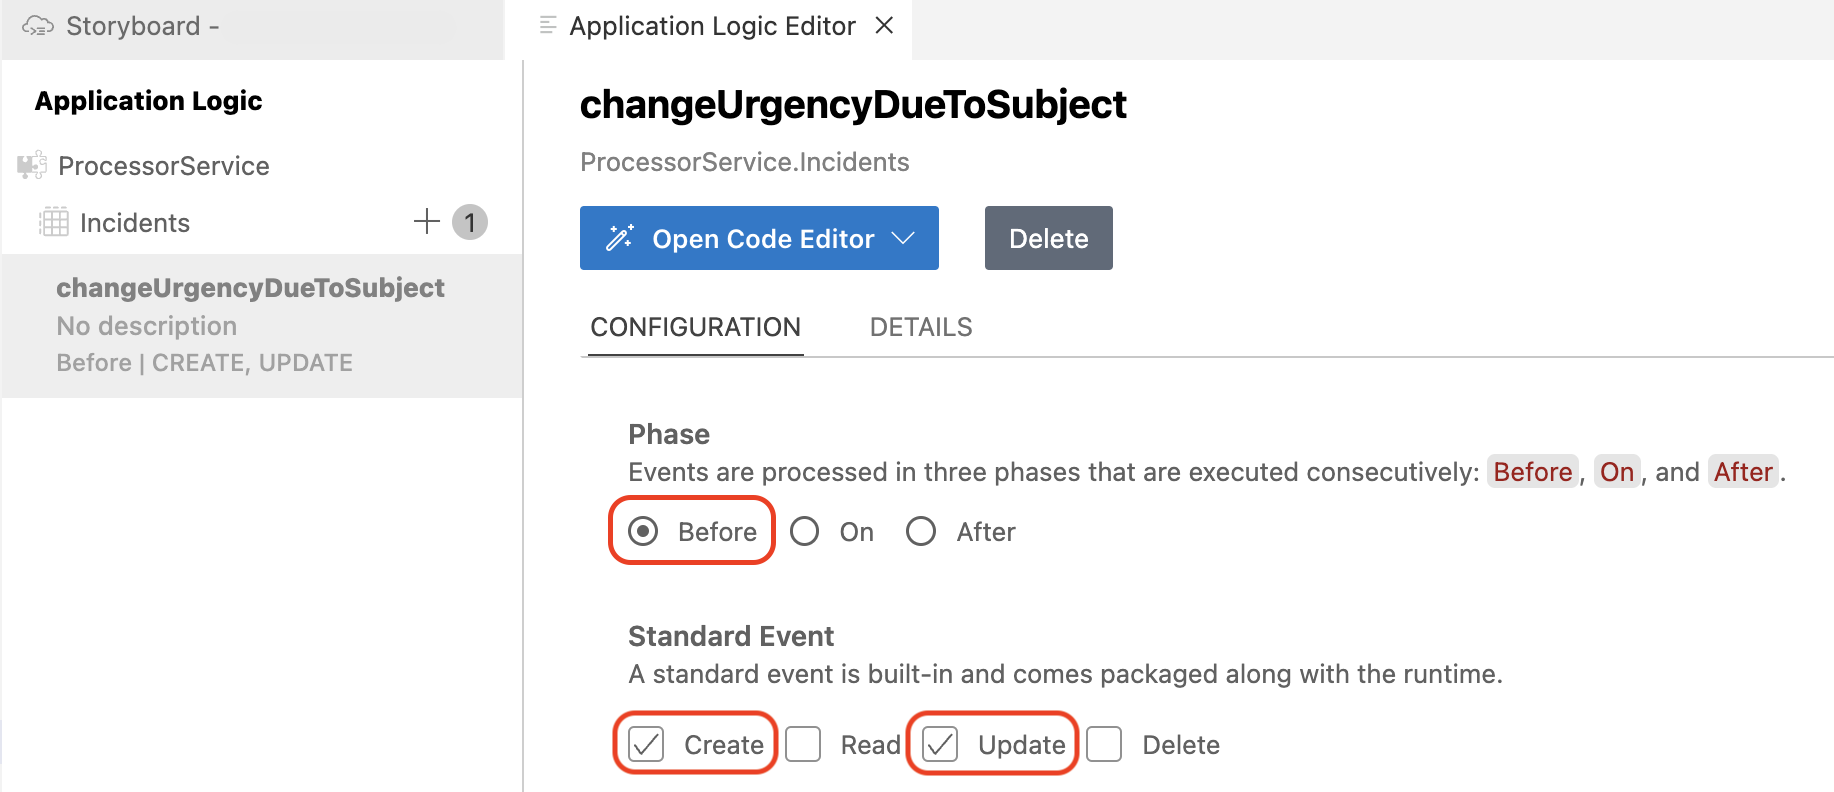 Storyboard -
Application Logic Editor
Application Logic
ProcessorService
Incidents
1
changeUrgencyDueToSubject
No description
Before | CREATE, UPDATE
changeUrgencyDueToSubject
ProcessorService.Incidents
Open Code Editor
Delete
CONFIGURATION DETAILS
Phase
Events are processed in three phases that are executed consecutively: Before, On, and After.
Before On After
Standard Event
A standard event is built-in and comes packaged along with the runtime.
Create Read Update Delete